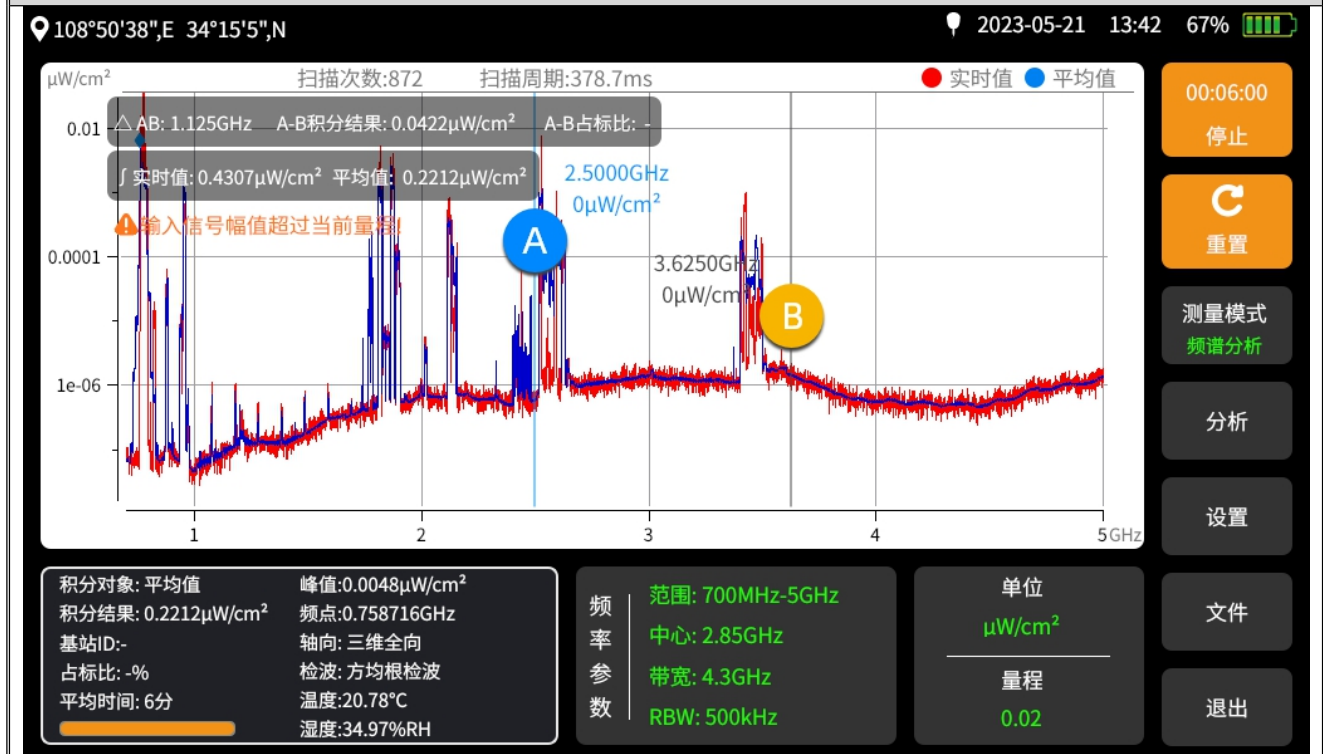 108°50'38",E 34°15'5",N
2023-05-21 13:42 67%
μW/cm² 扫描次数:872 扫描周期:378.7ms 实时值 平均值
00:06:00
停止
△ AB: 1.125GHz A-B积分结果: 0.0422μW/cm² A-B占标比: -
0.01
∫ 实时值: 0.4307μW/cm² 平均值: 0.2212μW/cm²
2.5000GHz
0μW/cm²
输入信号幅值超过当前量程!
重置
A
0.0001
3.6250GHz
0μW/cm
B
测量模式
频谱分析
1e-06
分析
设置
1 2 3 4 5 GHz
积分对象: 平均值
积分结果: 0.2212μW/cm²
基站ID:-
占标比: -%
平均时间: 6分
峰值:0.0048μW/cm²
频点:0.758716GHz
轴向: 三维全向
检波: 方均根检波
温度:20.78°C
湿度:34.97%RH
频率参数
范围: 700MHz-5GHz
中心: 2.85GHz
带宽: 4.3GHz
RBW: 500kHz
单位
μW/cm²
量程
0.02
文件
退出